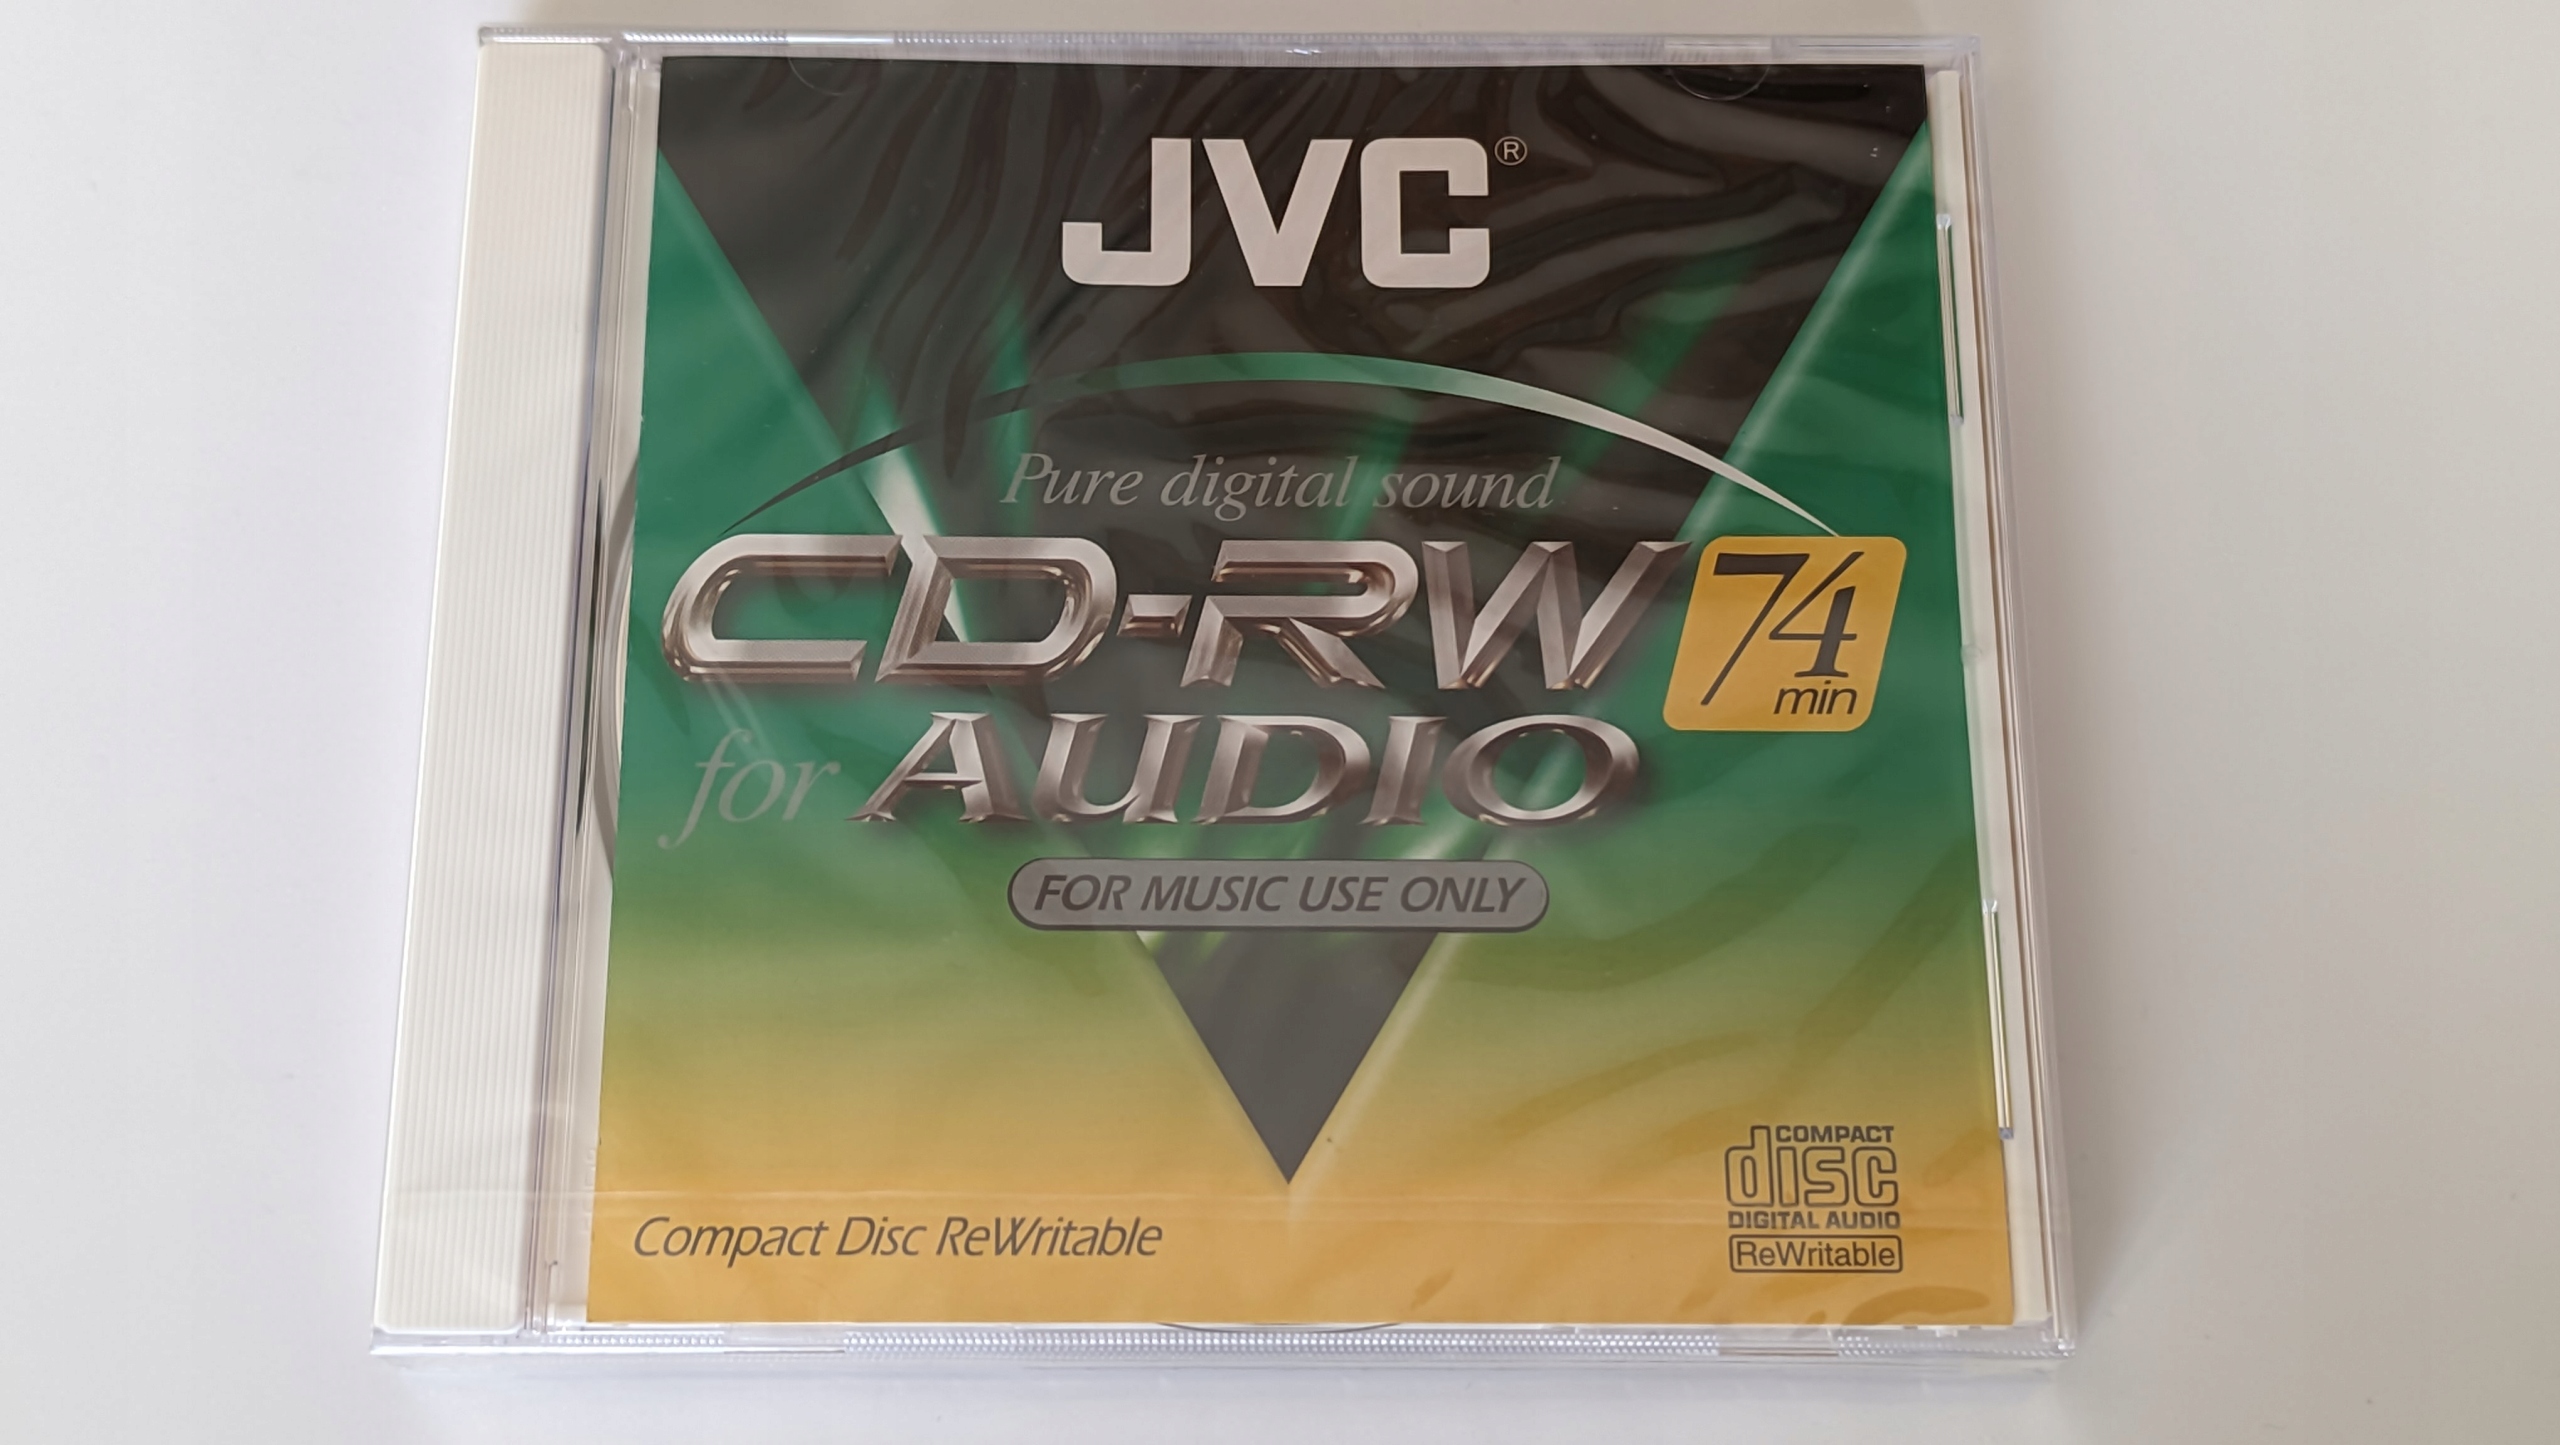 JVC®
Pure digital sound
CD-RW 74 min
for AUDIO
FOR MUSIC USE ONLY
COMPACT
disc
DIGITAL AUDIO
ReWritable
Compact Disc ReWritable